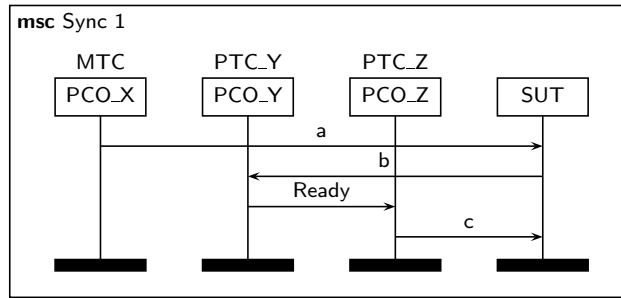 msc Sync 1
MTC PTC_Y PTC_Z
PCO_X PCO_Y PCO_Z SUT
a
b
Ready
c